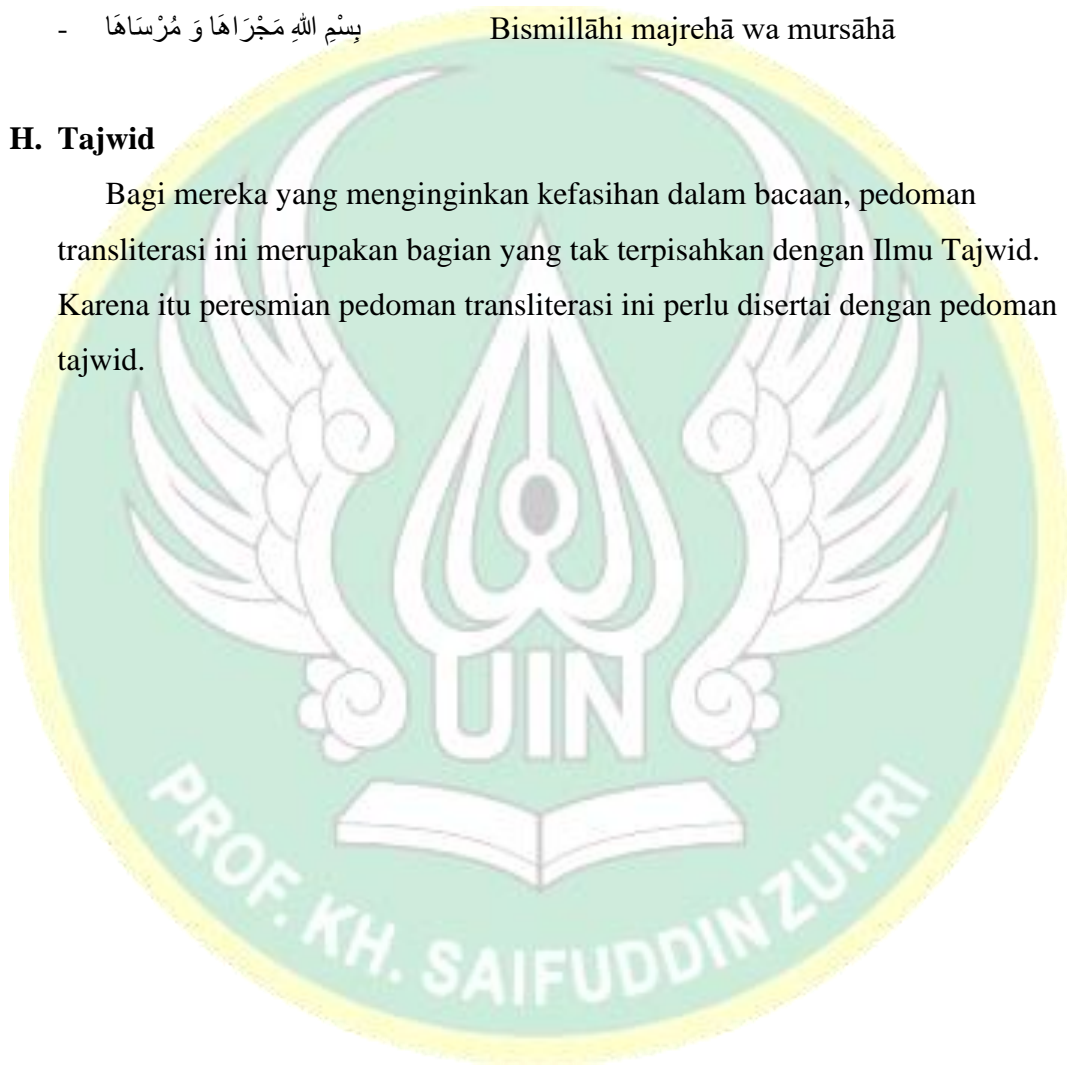 - بِسْمِ اللهِ مَجْرَاهَا وَ مُرْسَاهَا Bismillāhi majrehā wa mursāhā
H. Tajwid
Bagi mereka yang menginginkan kefasihan dalam bacaan, pedoman
transliterasi ini merupakan bagian yang tak terpisahkan dengan Ilmu Tajwid.
Karena itu peresmian pedoman transliterasi ini perlu disertai dengan pedoman
tajwid.
UIN
PROF. KH. SAIFUDDIN ZUHRI